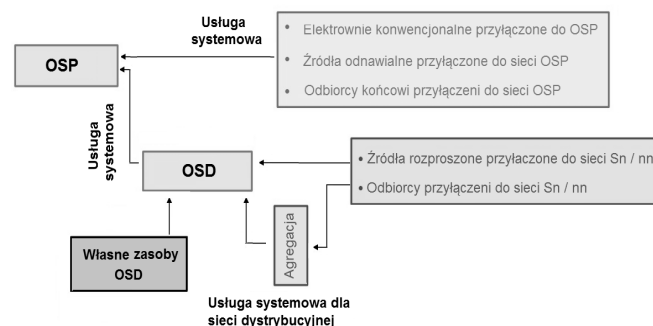 Usługa
systemowa
• Elektrownie konwencjonalne przyłączone do OSP
• Źródła odnawialne przyłączone do sieci OSP
• Odbiorcy końcowi przyłączeni do sieci OSP
OSP
Usługa
systemowa
OSD
• Źródła rozproszone przyłaczone do sieci Sn / nn
• Odbiorcy przyłączeni do sieci Sn / nn
Agregacja
Własne zasoby
OSD
Usługa systemowa dla
sieci dystrybucyjnej